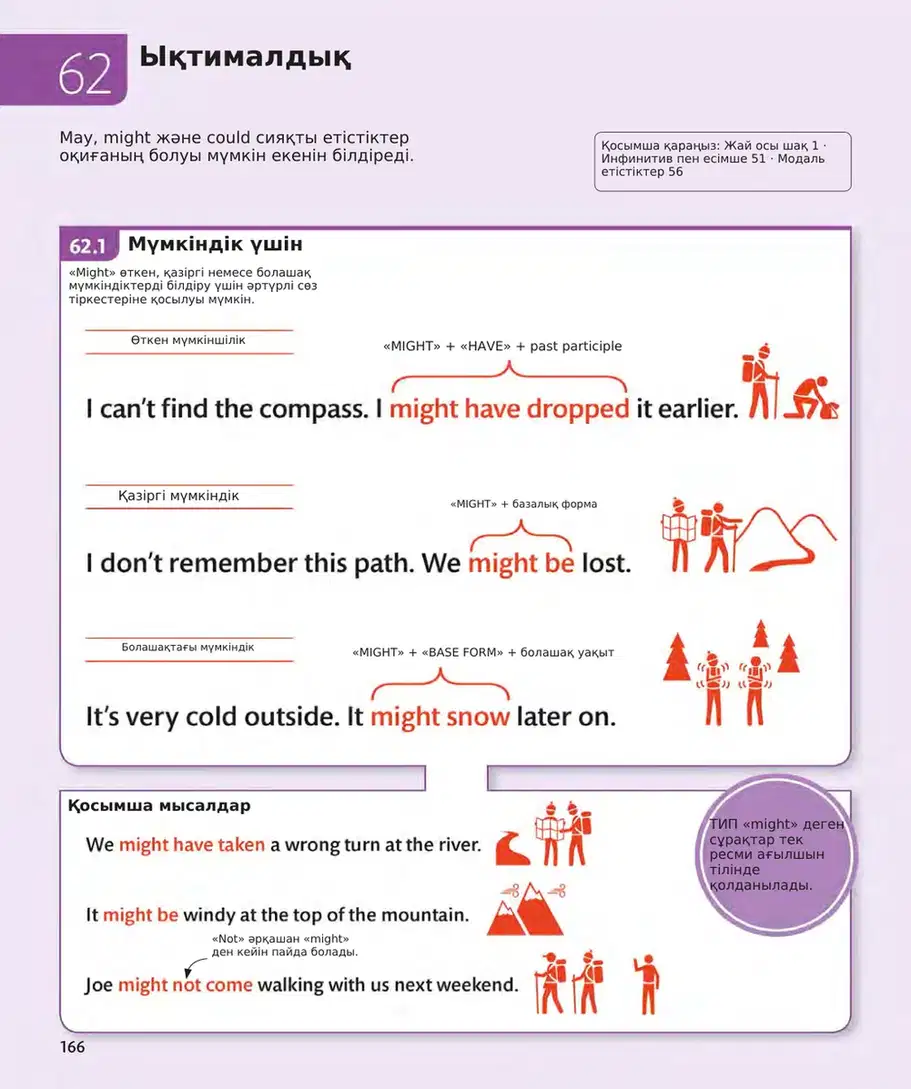 62
Ықтималдық
May, might және could сияқты етістіктер
оқиғаның болуы мүмкін екенін білдіреді.
Қосымша қараңыз: Жай осы шақ 1 ·
Инфинитив пен есімше 51 · Модаль
етістіктер 56
62.1 Мүмкіндік үшін
«Might» өткен, қазіргі немесе болашақ
мүмкіндіктерді білдіру үшін әртүрлі сөз
тіркестеріне қосылуы мүмкін.
Өткен мүмкіншілік
«MIGHT» + «HAVE» + past participle
I can't find the compass. I might have dropped it earlier.
Қазіргі мүмкіндік
«MIGHT» + базалық форма
I don't remember this path. We might be lost.
Болашақтағы мүмкіндік
«MIGHT» + «BASE FORM» + болашақ уақыт
It's very cold outside. It might snow later on.
Қосымша мысалдар
We might have taken a wrong turn at the river.
It might be windy at the top of the mountain.
«Not» әрқашан «might»
ден кейін пайда болады.
Joe might not come walking with us next weekend.
ТИП «might» деген
сұрақтар тек
ресми ағылшын
тілінде
қолданылады.
166